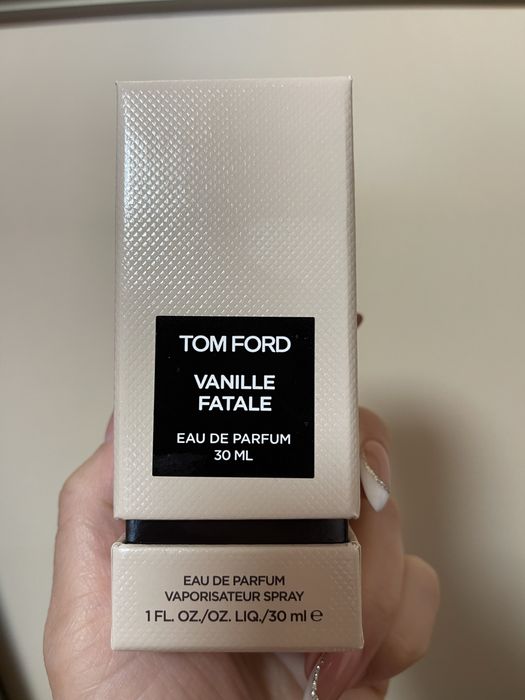 TOM FORD
VANILLE
FATALE
EAU DE PARFUM
30 ML
EAU DE PARFUM
VAPORISATEUR SPRAY
1 FL. OZ./OZ. LIQ./30 ml ℮